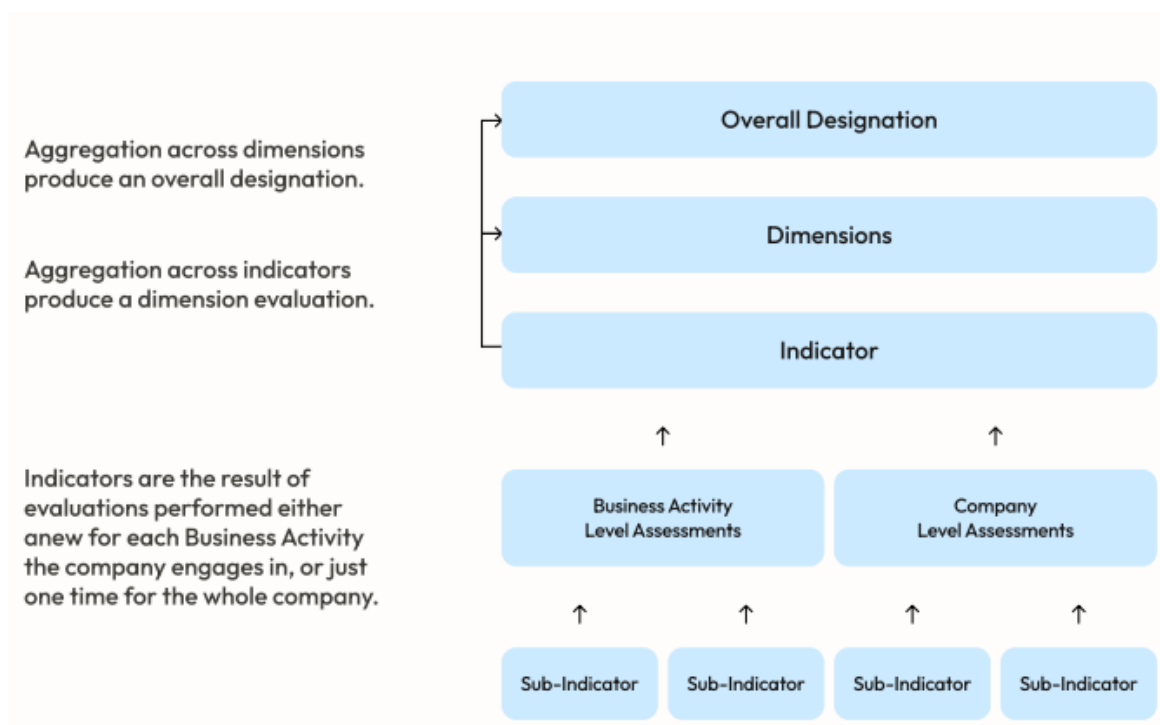 Overall Designation
Aggregation across dimensions
produce an overall designation.
Dimensions
Aggregation across indicators
produce a dimension evaluation.
Indicator
Indicators are the result of
evaluations performed either
anew for each Business Activity
the company engages in, or just
one time for the whole company.
Business Activity
Level Assessments
Company
Level Assessments
Sub-Indicator
Sub-Indicator
Sub-Indicator
Sub-Indicator